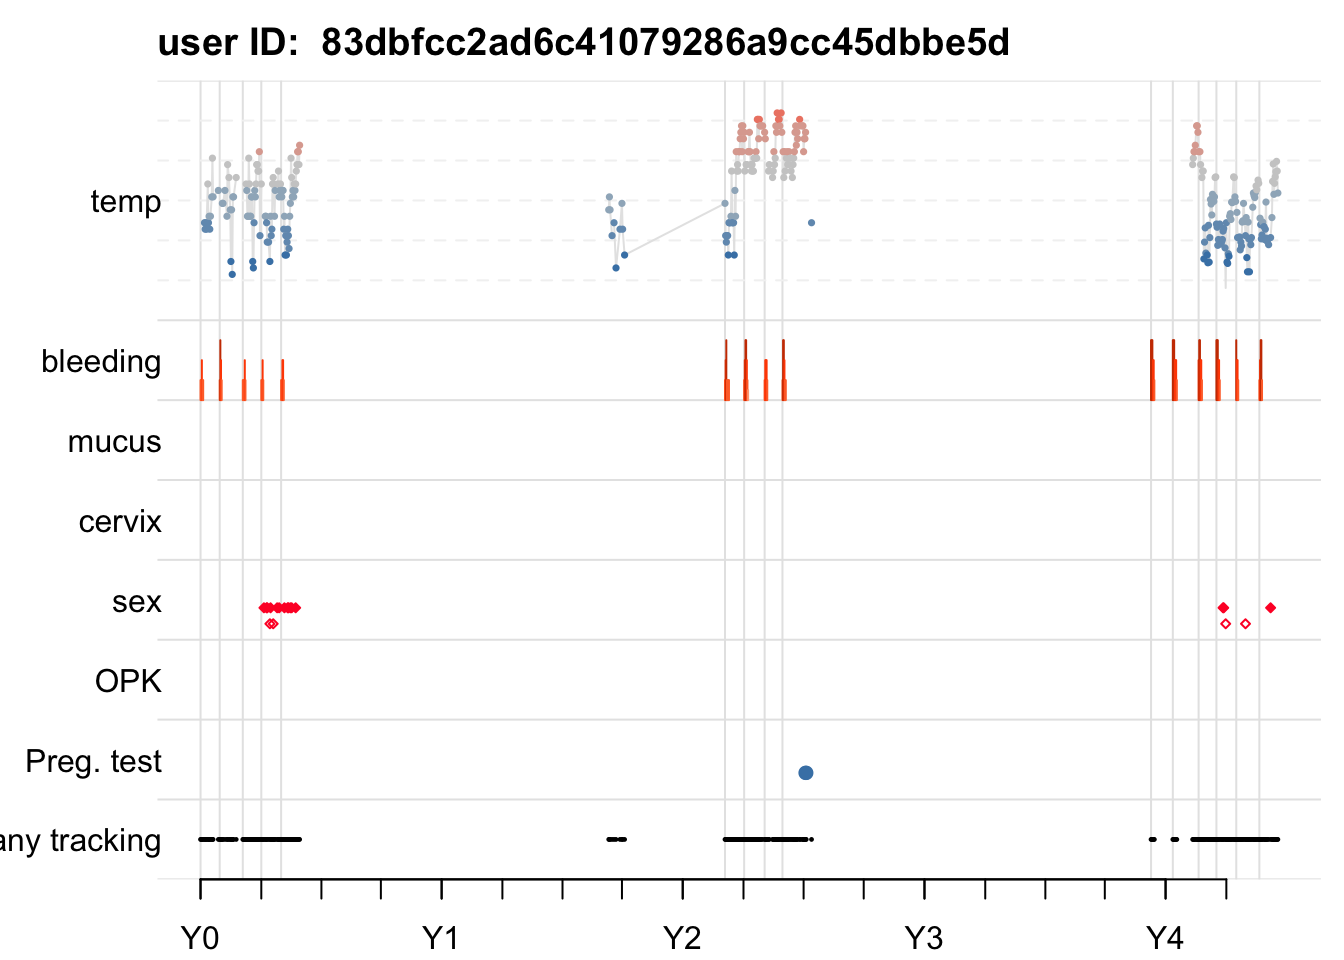 user ID: 83dbfcc2ad6c41079286a9cc45dbbe5d
temp
bleeding
mucus
cervix
sex
OPK
Preg. test
any tracking
Y0 Y1 Y2 Y3 Y4